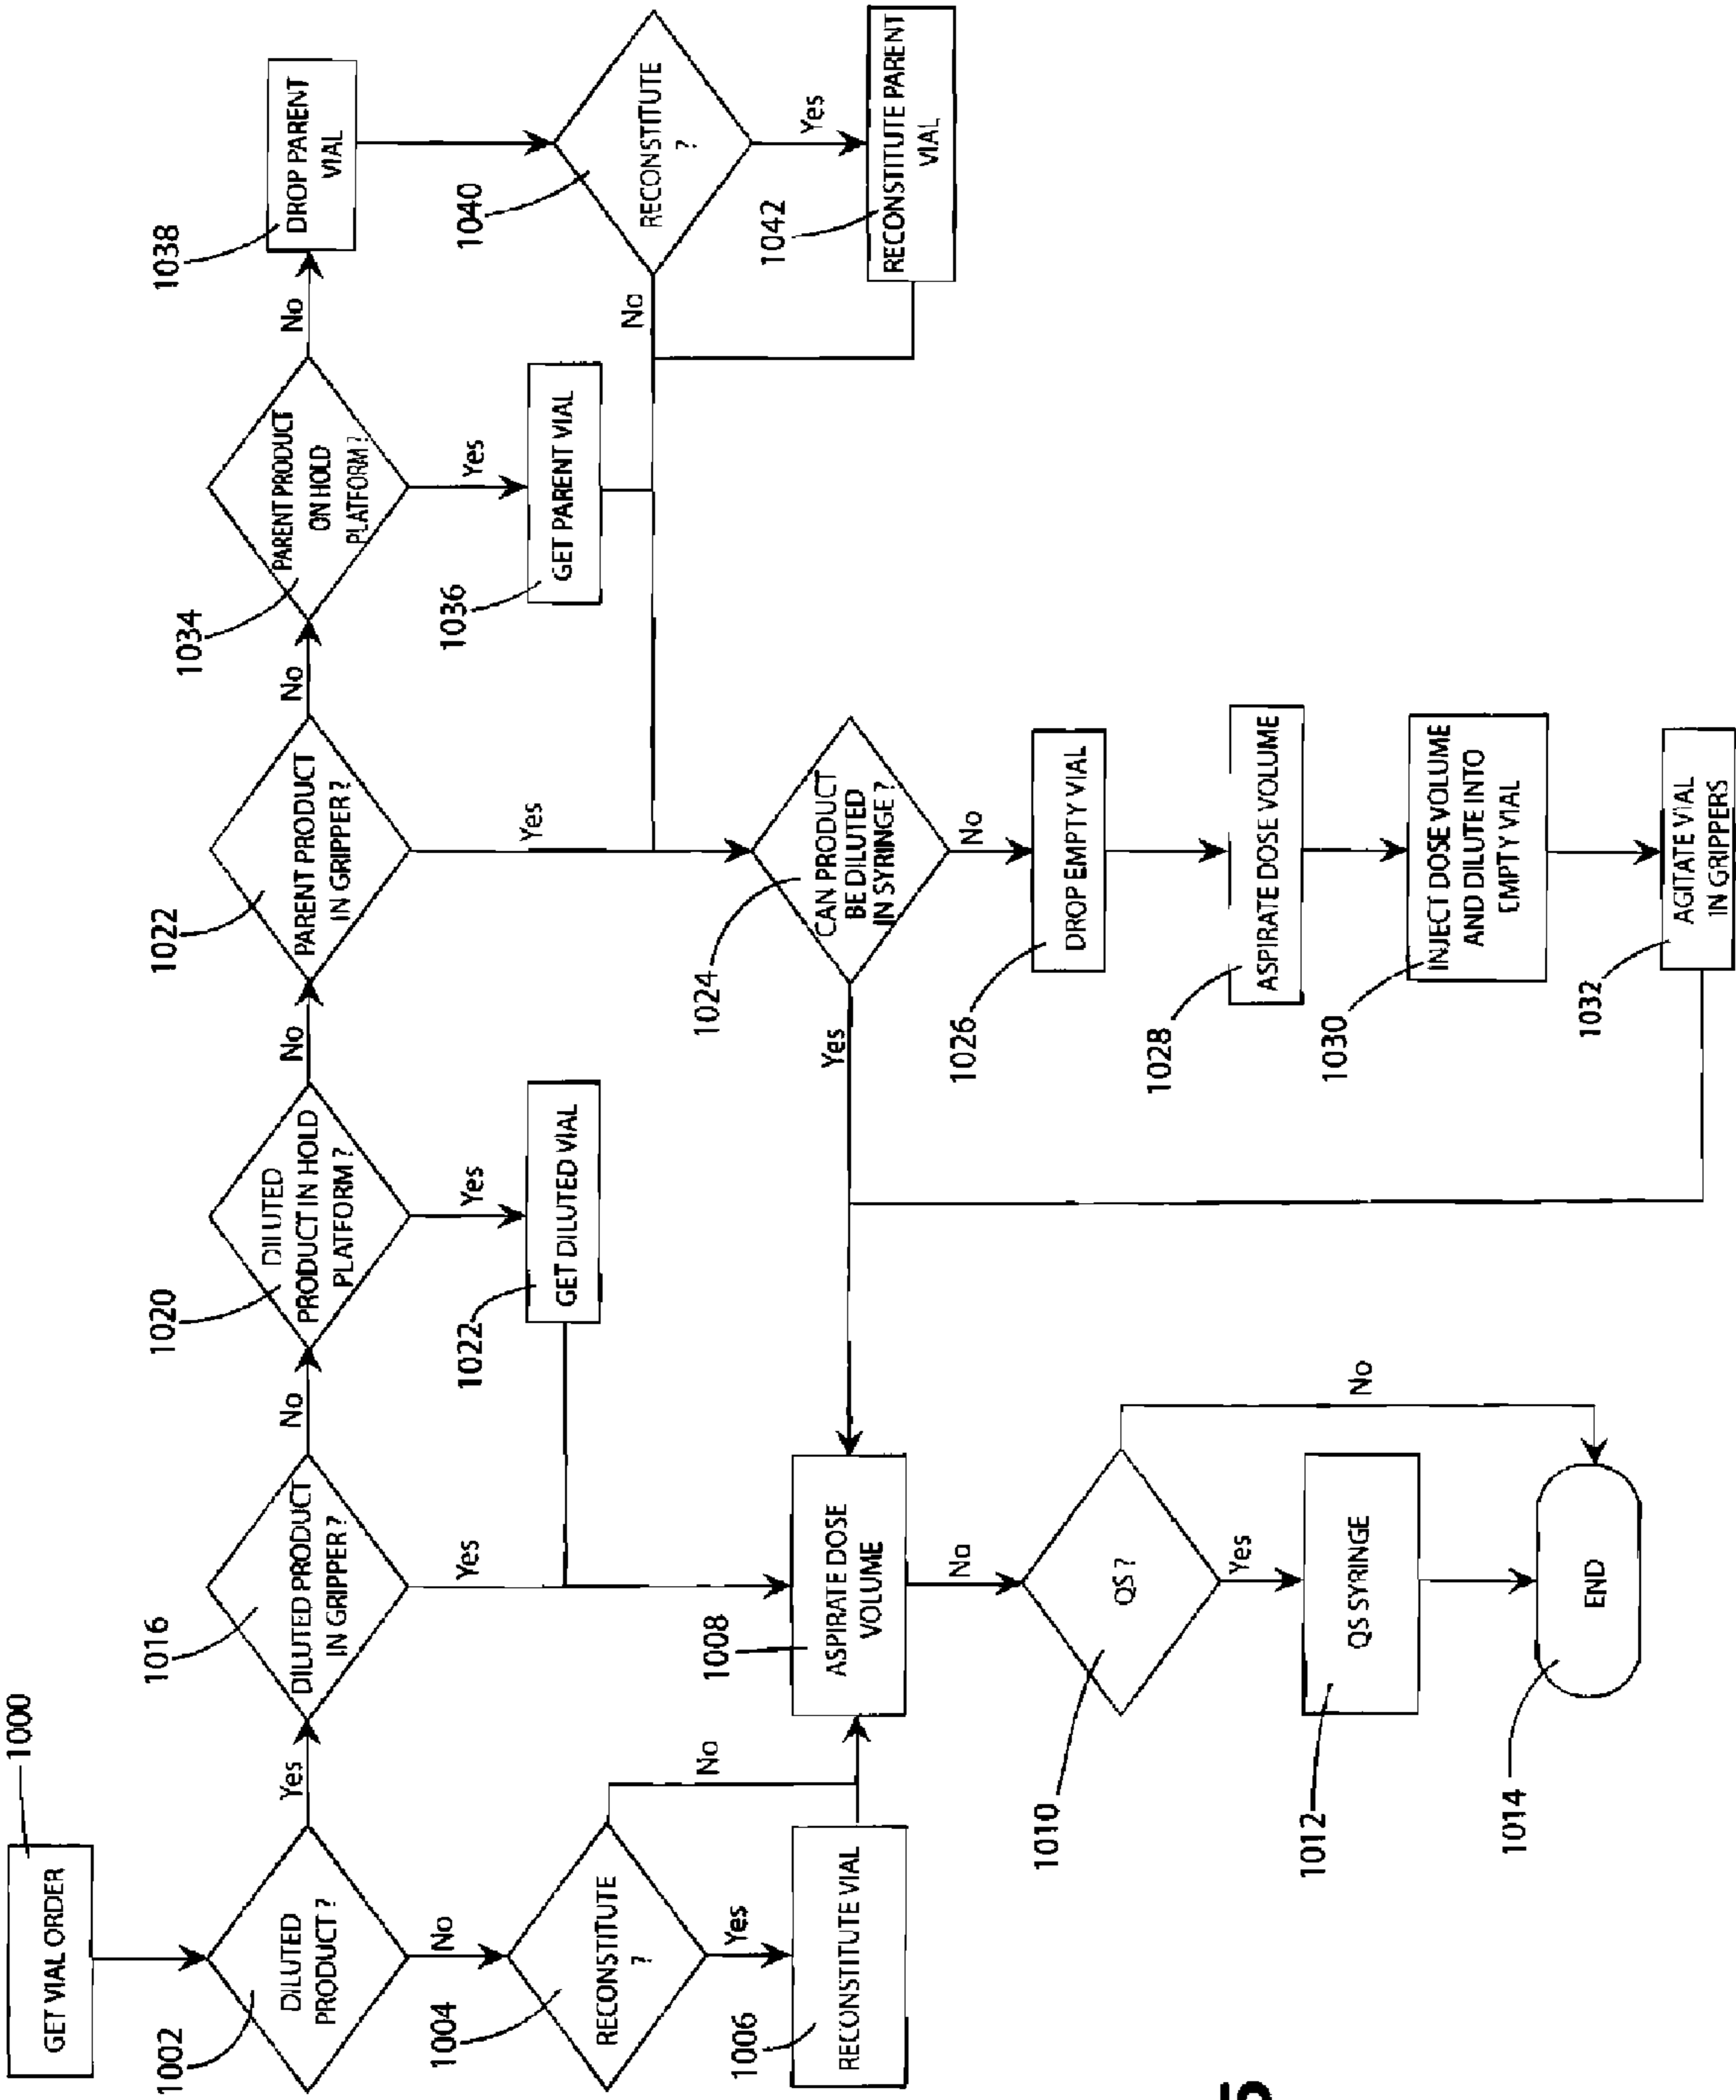 1000
GET VIAL ORDER
1002
DILUTED
PRODUCT ?
Yes
No
1004
RECONSTITUTE
?
No
Yes
1006
RECONSTITUTE VIAL
1016
DILUTED PRODUCT
IN GRIPPER ?
No
Yes
1020
DILUTED
PRODUCT IN HOLD
PLATFORM ?
No
Yes
1022
GET DILUTED VIAL
1008
ASPIRATE DOSE
VOLUME
No
1010
QS ?
No
Yes
1012
QS SYRINGE
1014
END
1022
PARENT PRODUCT
IN GRIPPER ?
No
Yes
1024
CAN PRODUCT
BE DILUTED
IN SYRINGE ?
Yes
No
1026
DROP EMPTY VIAL
1028
ASPIRATE DOSE VOLUME
1030
INJECT DOSE VOLUME
AND DILUTE INTO
EMPTY VIAL
1032
AGITATE VIAL
IN GRIPPERS
1034
PARENT PRODUCT
ON HOLD
PLATFORM ?
No
Yes
1036
GET PARENT VIAL
1038
DROP PARENT
VIAL
1040
RECONSTITUTE
?
No
Yes
1042
RECONSTITUTE PARENT
VIAL
5